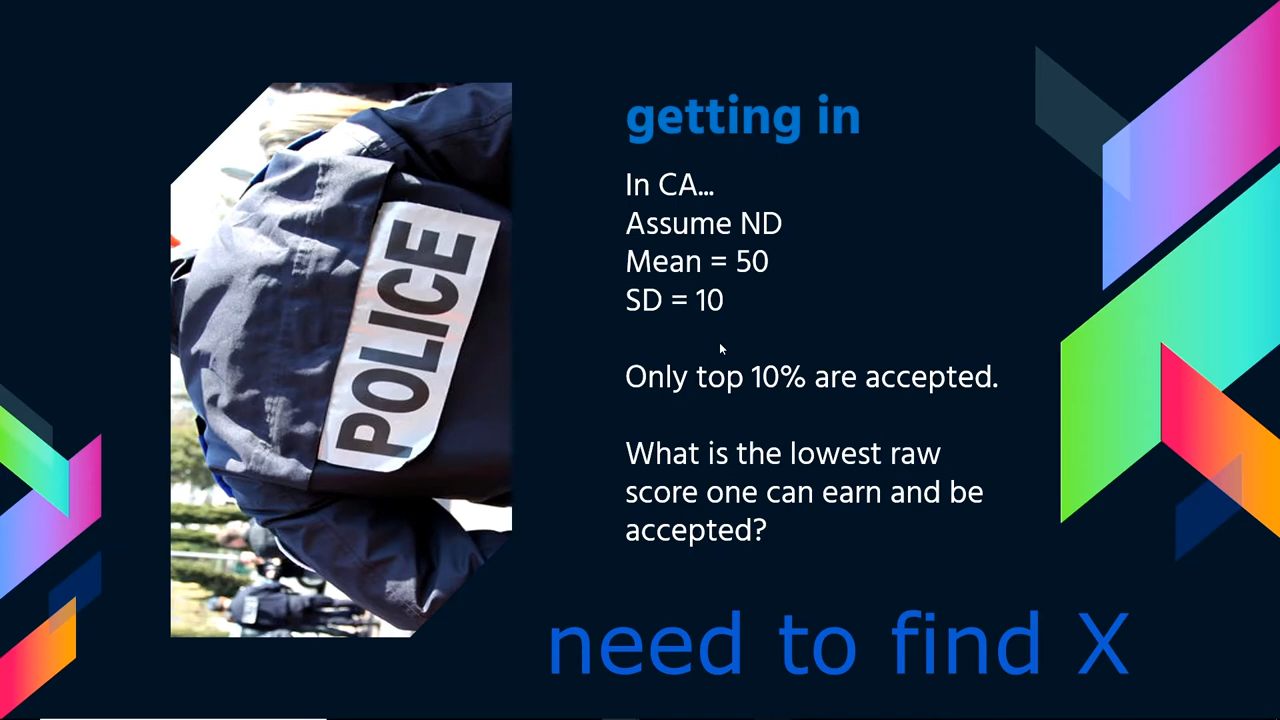 getting in
In CA...
Assume ND
Mean = 50
SD = 10
Only top 10% are accepted.
What is the lowest raw
score one can earn and be
accepted?
need to find X
POLICE